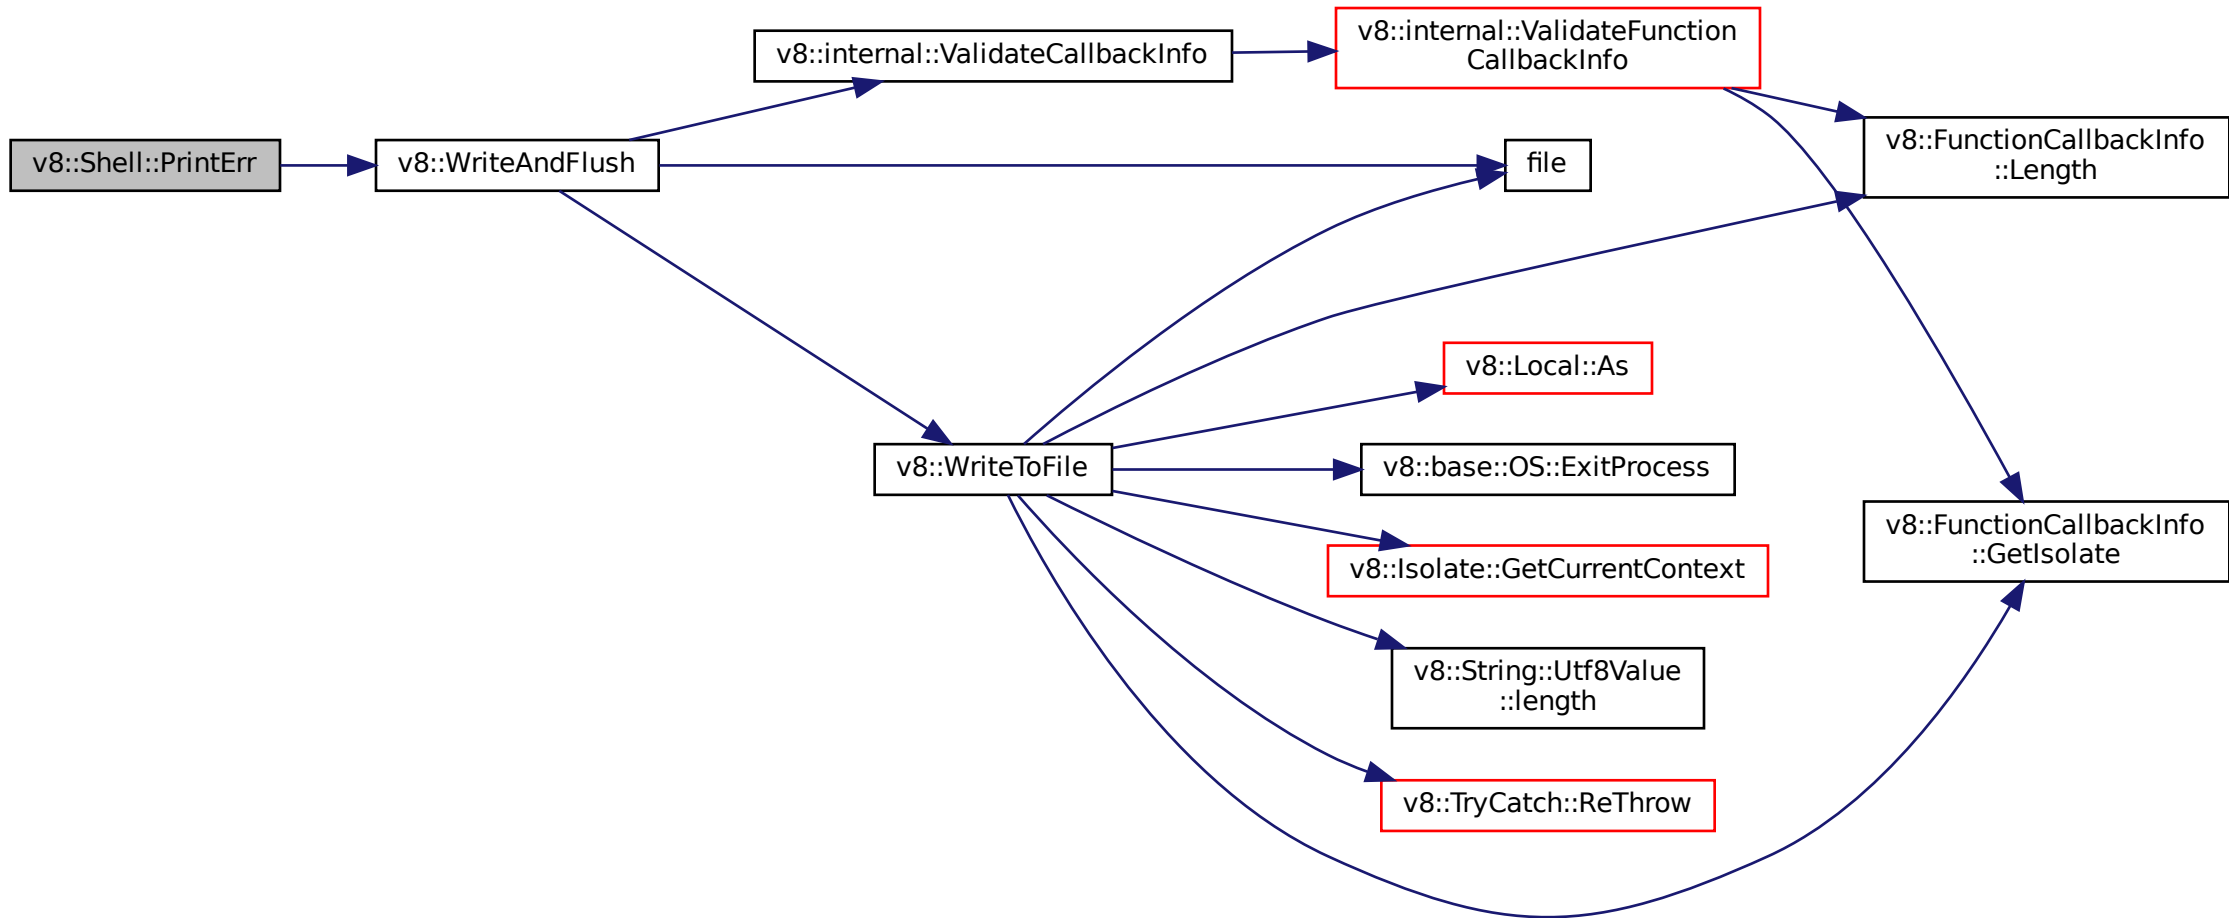 v8::Shell::PrintErr
v8::WriteAndFlush
v8::internal::ValidateCallbackInfo
v8::internal::ValidateFunction
CallbackInfo
v8::FunctionCallbackInfo
::Length
file
v8::WriteToFile
v8::Local::As
v8::base::OS::ExitProcess
v8::Isolate::GetCurrentContext
v8::FunctionCallbackInfo
::GetIsolate
v8::String::Utf8Value
::length
v8::TryCatch::ReThrow